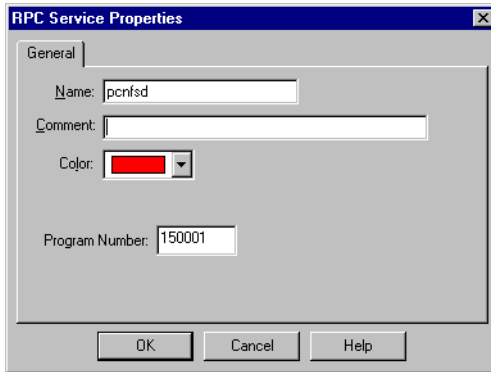 RPC Service Properties
General
Name: pcnfsd
Comment:
Color:
Program Number: 150001
OK Cancel Help